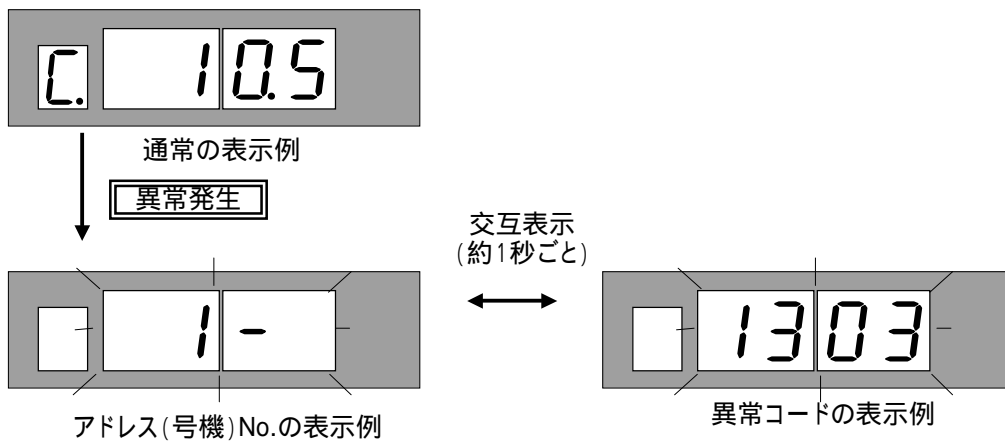 C. 10.5
通常の表示例
異常発生
交互表示
(約1秒ごと)
1-
1303
アドレス(号機)No.の表示例
異常コードの表示例